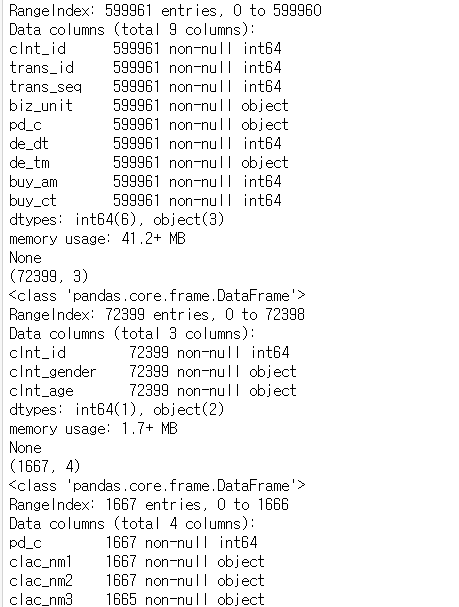 RangeIndex: 599961 entries, 0 to 599960
Data columns (total 9 columns):
clnt_id 599961 non-null int64
trans_id 599961 non-null int64
trans_seq 599961 non-null int64
biz_unit 599961 non-null object
pd_c 599961 non-null object
de_dt 599961 non-null int64
de_tm 599961 non-null object
buy_am 599961 non-null int64
buy_ct 599961 non-null int64
dtypes: int64(6), object(3)
memory usage: 41.2+ MB
None
(72399, 3)
<class 'pandas.core.frame.DataFrame'>
RangeIndex: 72399 entries, 0 to 72398
Data columns (total 3 columns):
clnt_id 72399 non-null int64
clnt_gender 72399 non-null object
clnt_age 72399 non-null object
dtypes: int64(1), object(2)
memory usage: 1.7+ MB
None
(1667, 4)
<class 'pandas.core.frame.DataFrame'>
RangeIndex: 1667 entries, 0 to 1666
Data columns (total 4 columns):
pd_c 1667 non-null int64
clac_nm1 1667 non-null object
clac_nm2 1667 non-null object
clac_nm3 1665 non-null object